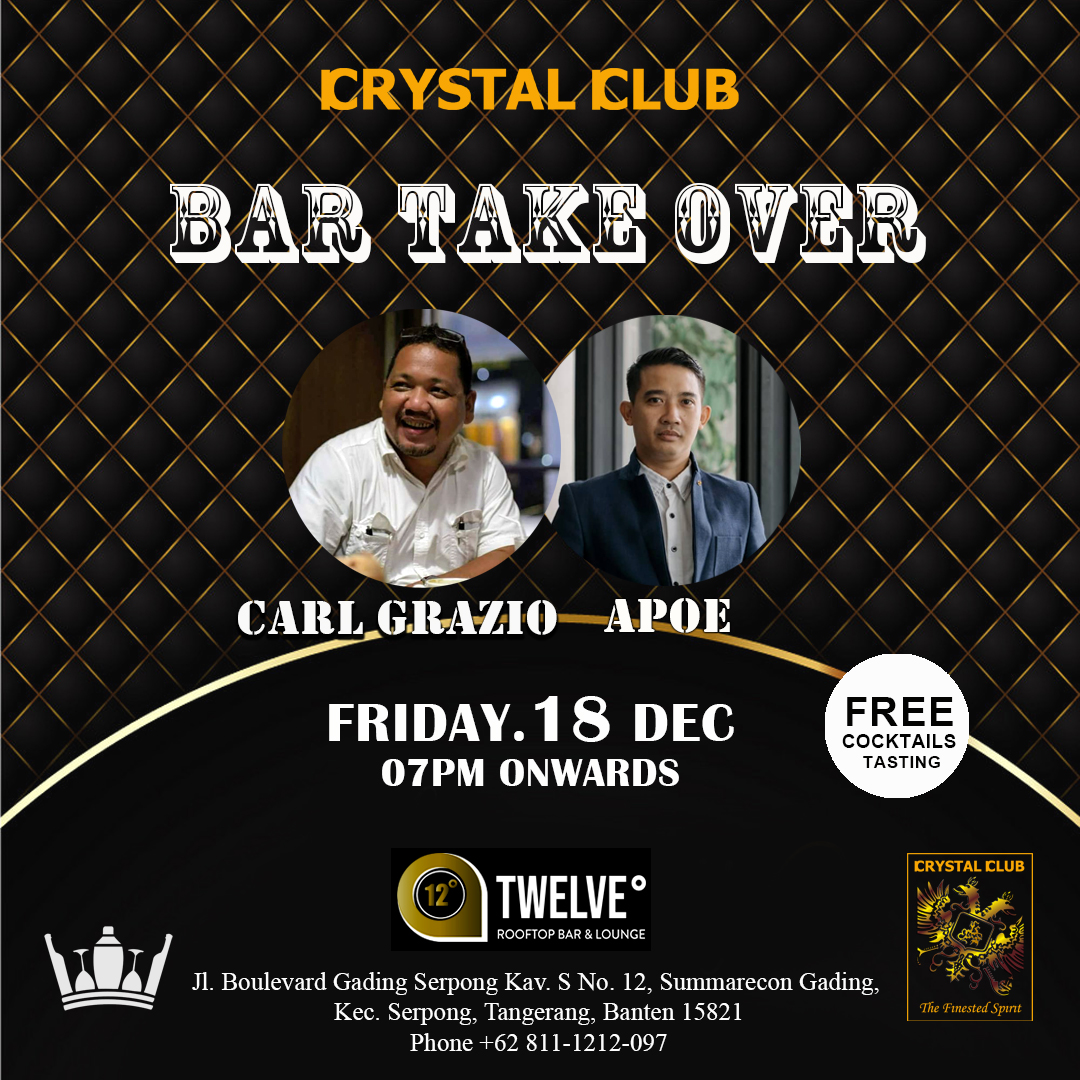 CRYSTAL CLUB
BAR TAKE OVER
CARL GRAZIO
APOE
FRIDAY.18 DEC
07PM ONWARDS
FREE
COCKTAILS
TASTING
12°
TWELVE°
ROOFTOP BAR & LOUNGE
CRYSTAL CLUB
The Finested Spirit
Jl. Boulevard Gading Serpong Kav. S No. 12, Summarecon Gading,
Kec. Serpong, Tangerang, Banten 15821
Phone +62 811-1212-097